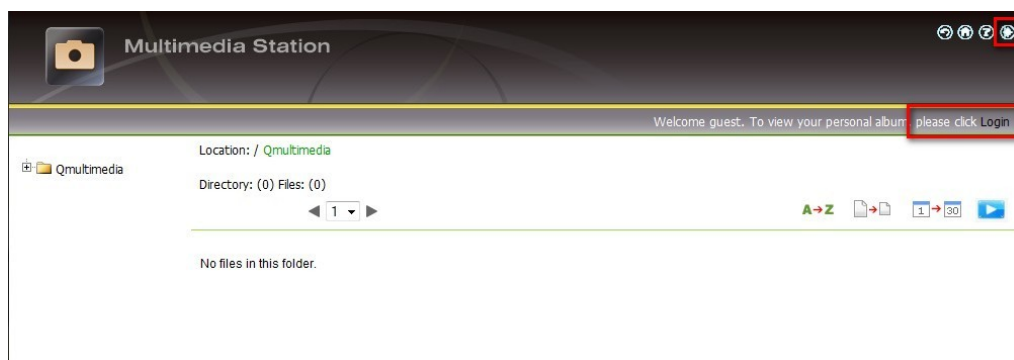 Multimedia Station
Welcome guest. To view your personal album, please click Login
Location: / Qmultimedia
Qmultimedia
Directory: (0) Files: (0)
1
A→Z
1→30
No files in this folder.